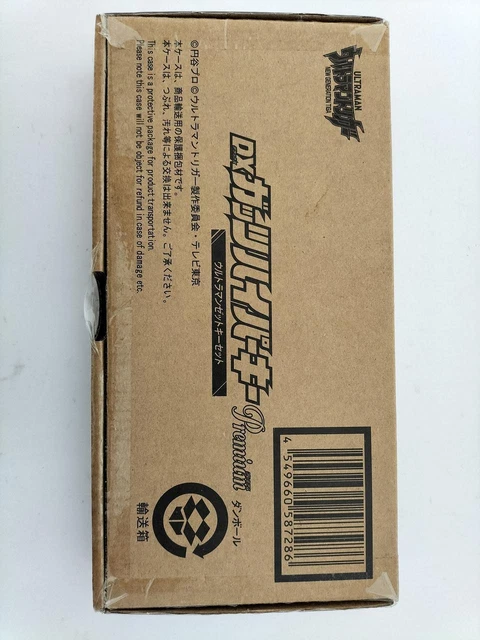 ウルトラマントリガー
ULTRAMAN
NEW GENERATION TIGA
©円谷プロ ©ウルトラマントリガー製作委員会・テレビ東京
本ケースは、商品輸送用の保護梱包材です。
本ケースは、つぶれ、汚れ等による交換は出来ません。ご了承ください。
This case is a protective package for product transportation.
Please note this case will not be object for refund in case of damage etc.
DXガッツハイパーキー
ウルトラマンゼットキーセット
Premium
4 549660 587286
ダンボール
輸送箱